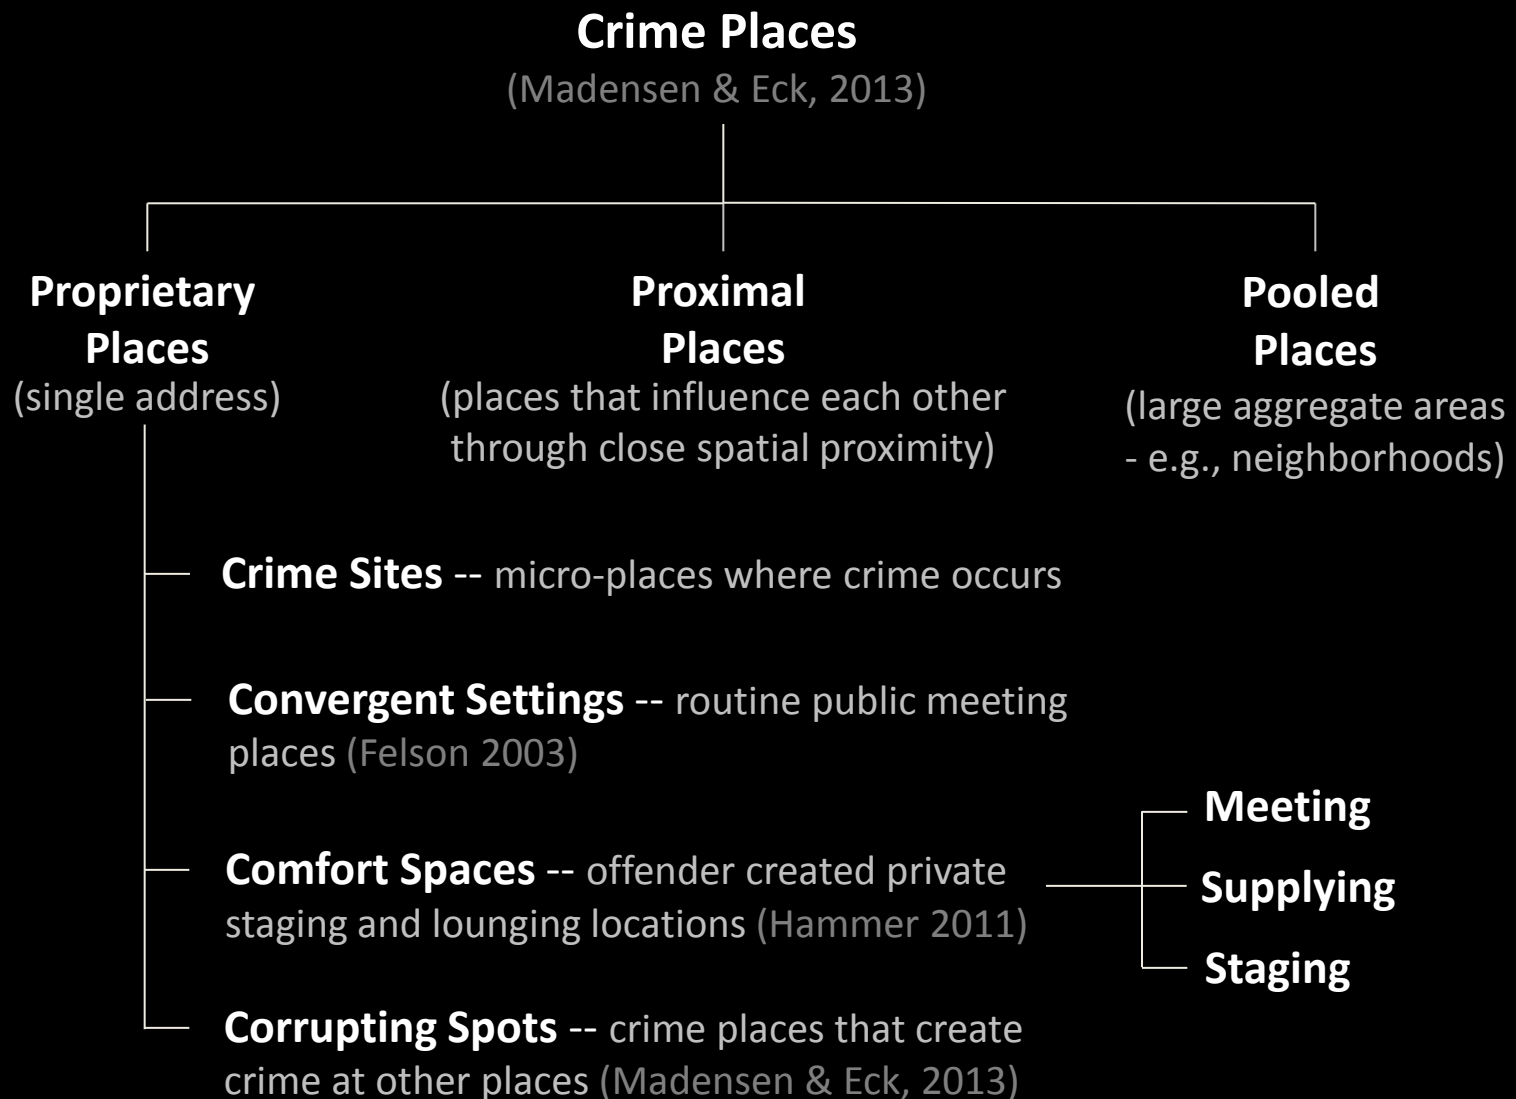 Crime Places
(Madensen & Eck, 2013)
Proprietary
Places
(single address)
Proximal
Places
(places that influence each other
through close spatial proximity)
Pooled
Places
(large aggregate areas
- e.g., neighborhoods)
Crime Sites -- micro-places where crime occurs
Convergent Settings -- routine public meeting
places (Felson 2003)
Comfort Spaces -- offender created private
staging and lounging locations (Hammer 2011)
Meeting
Supplying
Staging
Corrupting Spots -- crime places that create
crime at other places (Madensen & Eck, 2013)